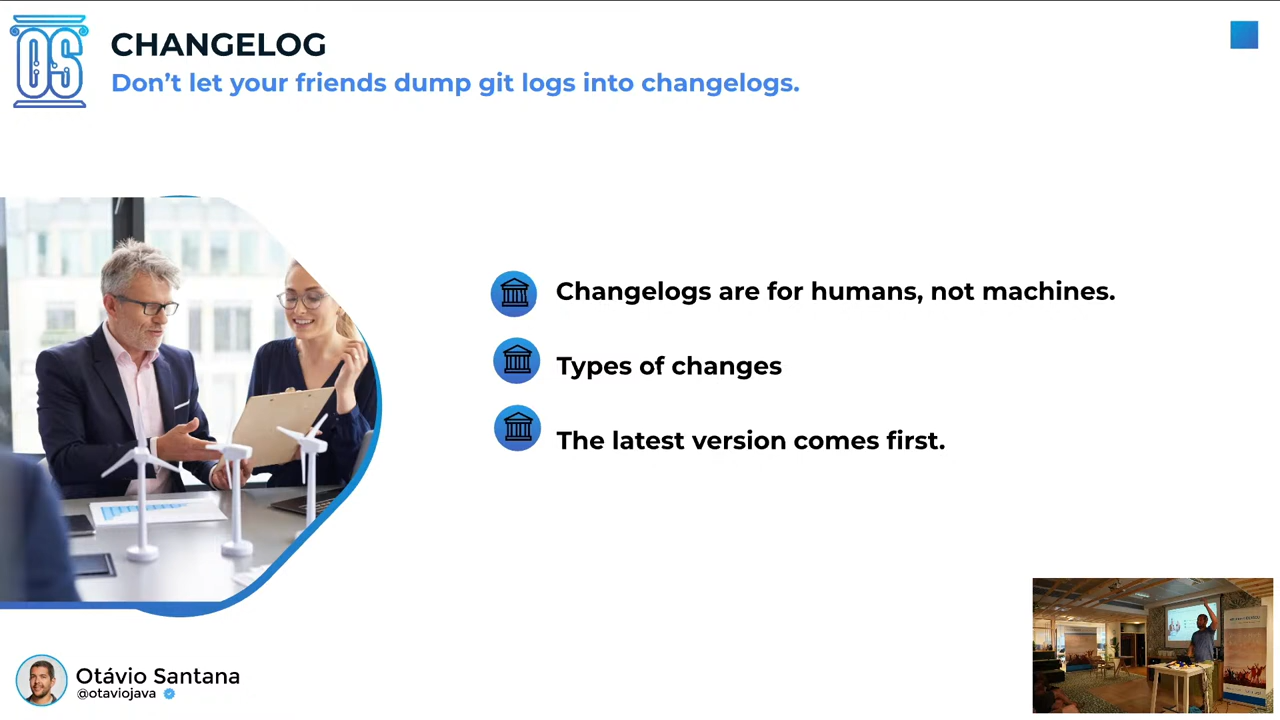 OS
CHANGELOG
Don’t let your friends dump git logs into changelogs.
Changelogs are for humans, not machines.
Types of changes
The latest version comes first.
Otávio Santana
@otaviojava